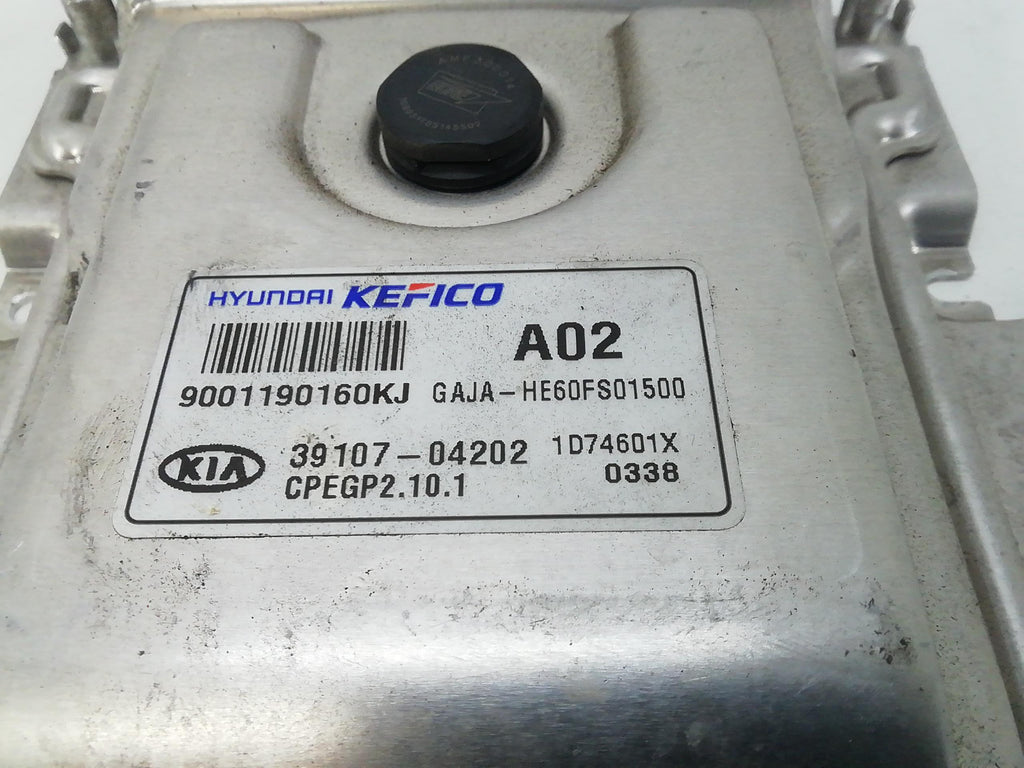 HYUNDAI KEFICO
A02
9001190160KJ GAJA-HE60FS01500
KIA 39107-04202 1D74601X
CPEGP2.10.1 0338